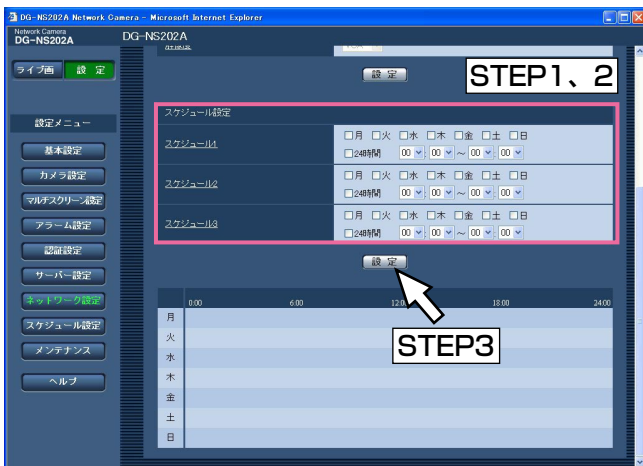 DG-NS202A Network Camera - Microsoft Internet Explorer
Network Camera
DG-NS202A
DG-NS202A
ライブ画 設 定
設 定
STEP1、2
設定メニュー
基本設定
カメラ設定
マルチスクリーン設定
アラーム設定
認証設定
サーバー設定
ネットワーク設定
スケジュール設定
メンテナンス
ヘルプ
スケジュール設定
スケジュール1
月 火 水 木 金 土 日
24時間 00 : 00 ～ 00 : 00
スケジュール2
月 火 水 木 金 土 日
24時間 00 : 00 ～ 00 : 00
スケジュール3
月 火 水 木 金 土 日
24時間 00 : 00 ～ 00 : 00
設 定
STEP3
0:00 6:00 12:00 18:00 24:00
月
火
水
木
金
土
日